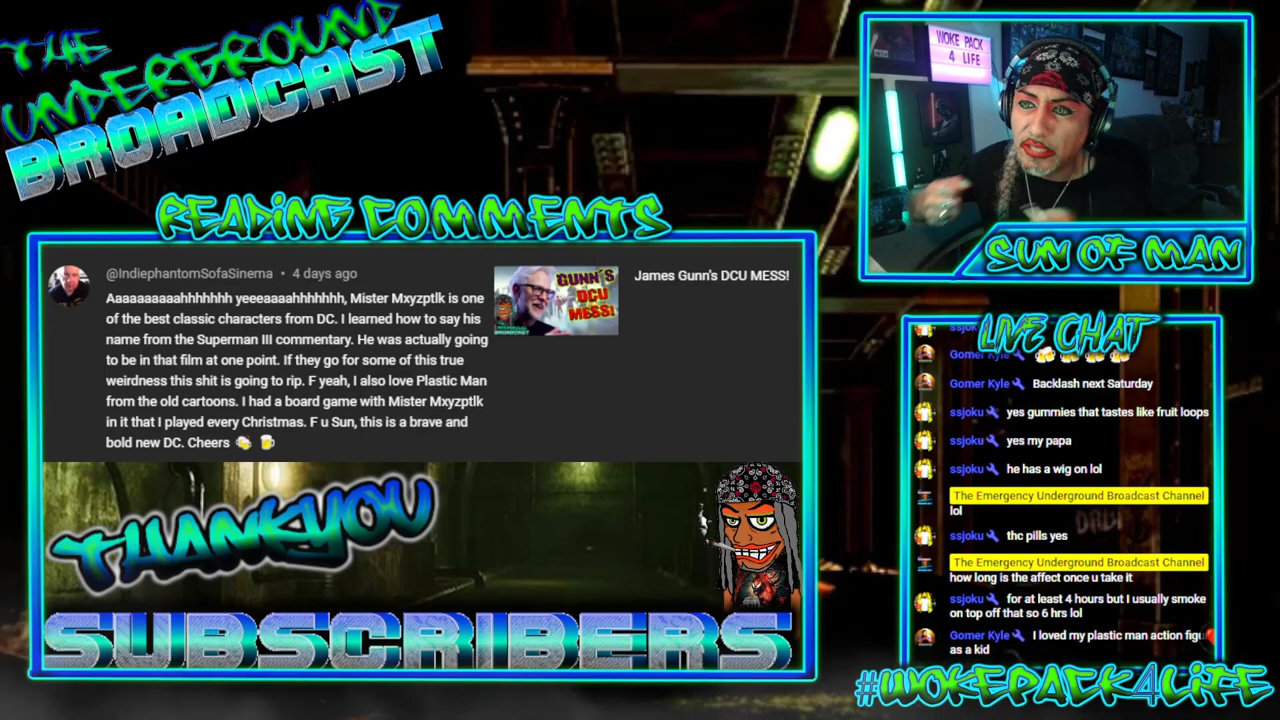 THE
UNDERGROUND
BROADCAST
WOKE PACK
4 LIFE
SUN OF MAN
READING COMMENTS
@IndiephantomSofaSinema • 4 days ago
Aaaaaaaaaahhhhhhh yeeeeaaahhhhhhh, Mister Mxyzptlk is one
of the best classic characters from DC. I learned how to say his
name from the Superman III commentary. He was actually going
to be in that film at one point. If they go for some of this true
weirdness this shit is going to rip. F yeah, I also love Plastic Man
from the old cartoons. I had a board game with Mister Mxyzptlk
in it that I played every Christmas. F u Sun, this is a brave and
bold new DC. Cheers 🍻 🍺
GUNN'S
DCU
MESS!
James Gunn's DCU MESS!
THANKYOU
SUBSCRIBERS
LIVE CHAT
Gomer Kyle 🍻 🍻 🍻 🍻
Gomer Kyle Backlash next Saturday
ssjoku yes gummies that tastes like fruit loops
ssjoku yes my papa
ssjoku he has a wig on lol
The Emergency Underground Broadcast Channel
lol
ssjoku thc pills yes
The Emergency Underground Broadcast Channel
how long is the affect once u take it
ssjoku for at least 4 hours but I usually smoke
on top off that so 6 hrs lol
Gomer Kyle I loved my plastic man action figu
as a kid
#WOKEPACK4LIFE